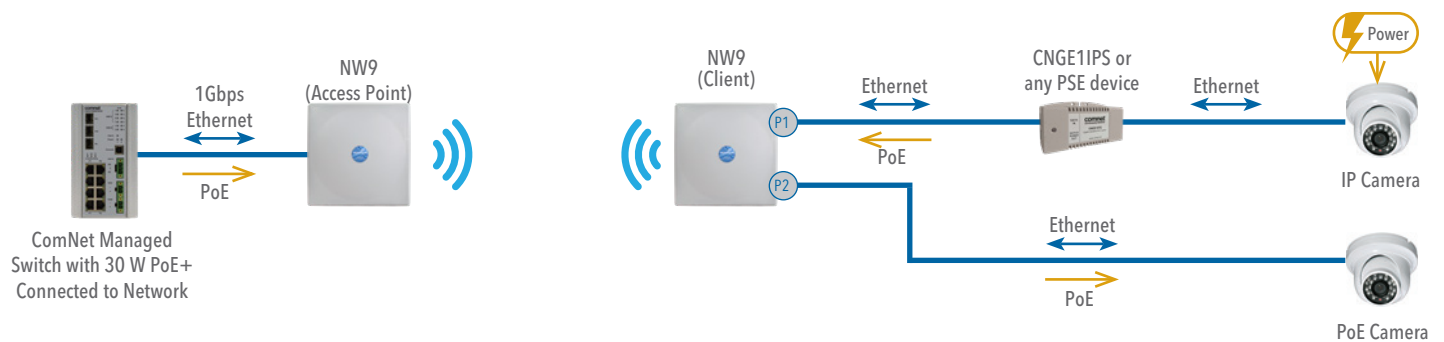 Power
NW9
(Access Point)
1Gbps
Ethernet
PoE
ComNet Managed
Switch with 30 W PoE+
Connected to Network
NW9
(Client)
P1
P2
Ethernet
PoE
CNGE1IPS or
any PSE device
comnet
Ethernet
IP Camera
Ethernet
PoE
PoE Camera